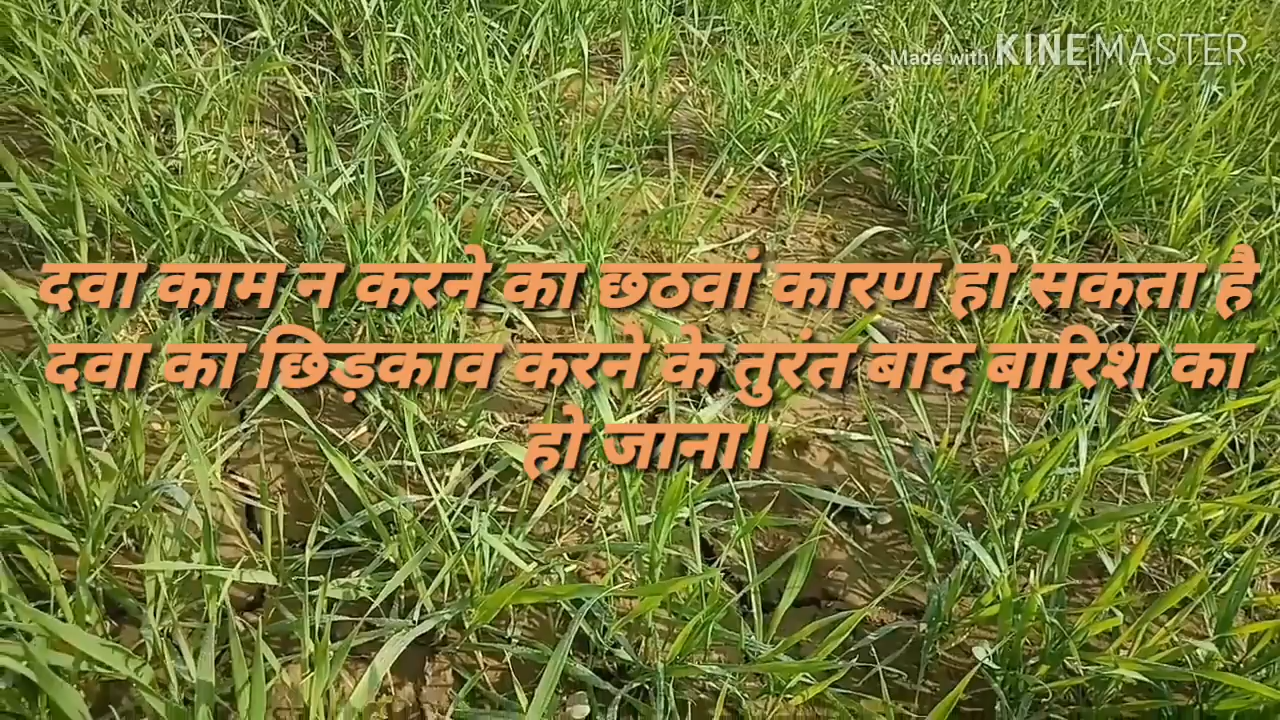 Made with KINEMASTER
दवा काम न करने का छठवां कारण हो सकता है
दवा का छिड़काव करने के तुरंत बाद बारिश का
हो जाना।